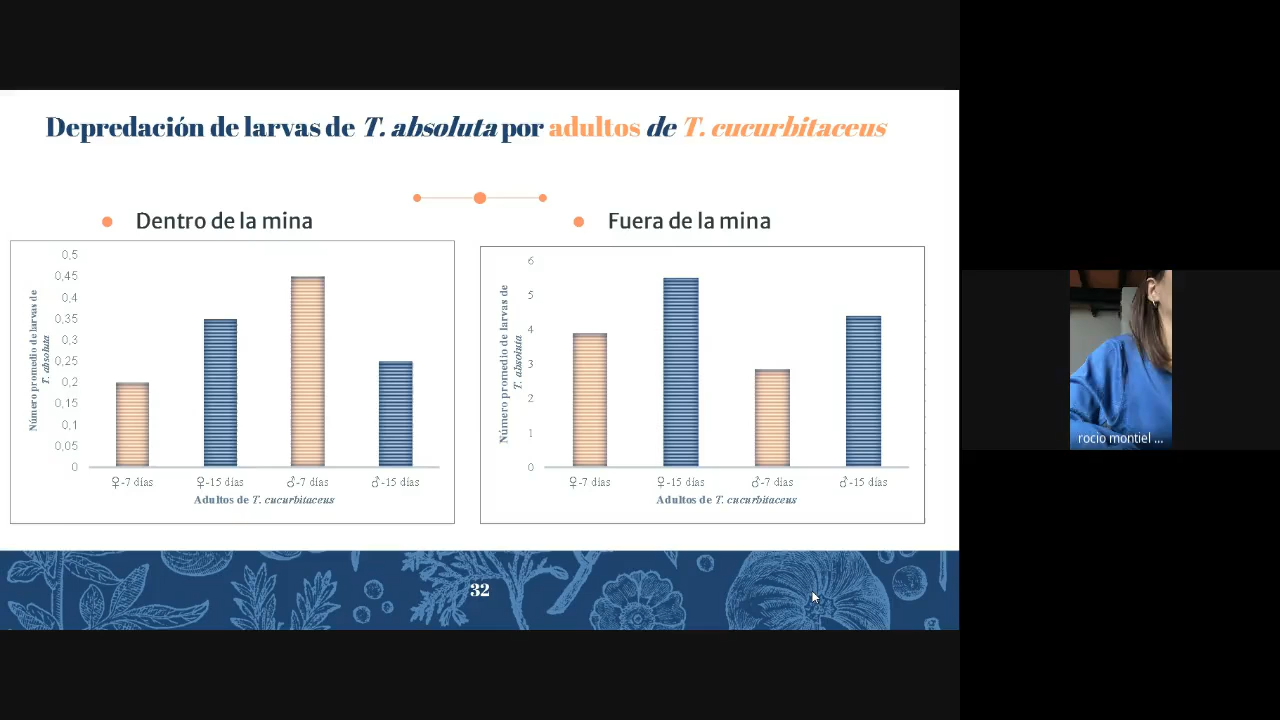 Depredación de larvas de T. absoluta por adultos de T. cucurbitaceus
Dentro de la mina
0,5
0,45
0,4
0,35
0,3
0,25
0,2
0,15
0,1
0,05
0
Número promedio de larvas de
T. absoluta
♀-7 días
♀-15 días
♂-7 días
♂-15 días
Adultos de T. cucurbitaceus
Fuera de la mina
6
5
4
3
2
1
0
Número promedio de larvas de
T. absoluta
♀-7 días
♀-15 días
♂-7 días
♂-15 días
Adultos de T. cucurbitaceus
32
rocio montiel ...